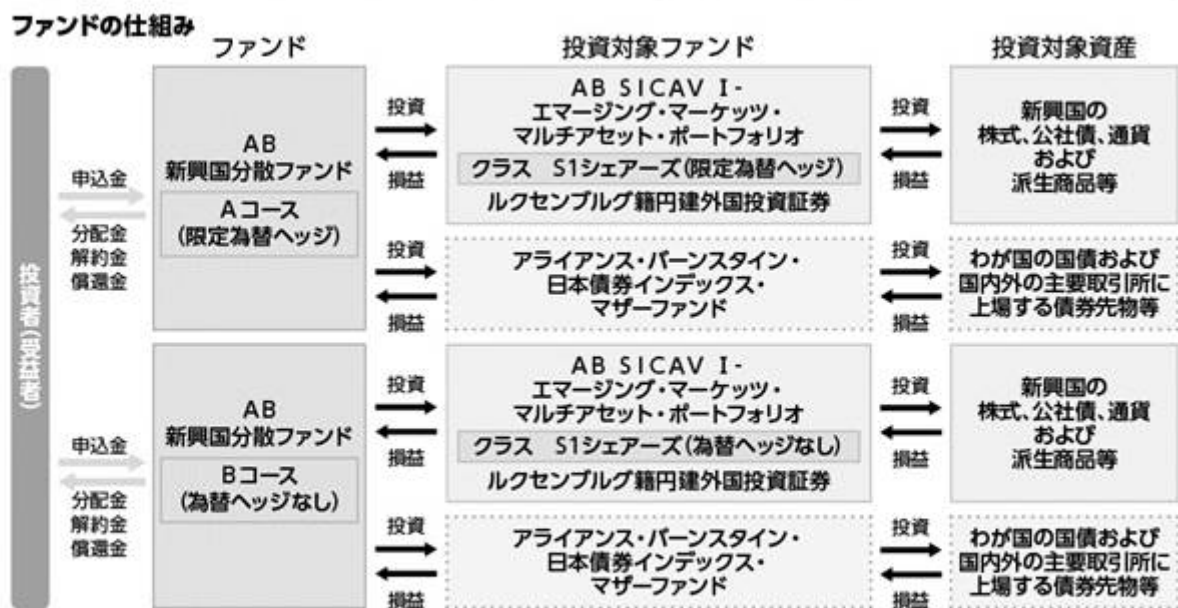 ファンドの仕組み
ファンド
投資対象ファンド
投資対象資産
投資者(受益者)
申込金
分配金
解約金
償還金
AB
新興国分散ファンド
Aコース
(限定為替ヘッジ)
投資
損益
AB SICAV I-
エマージング・マーケッツ・
マルチアセット・ポートフォリオ
クラス S1シェアーズ(限定為替ヘッジ)
ルクセンブルグ籍円建外国投資証券
投資
損益
新興国の
株式、公社債、通貨
および
派生商品等
投資
損益
アライアンス・バーンスタイン・
日本債券インデックス・
マザーファンド
投資
損益
わが国の国債および
国内外の主要取引所に
上場する債券先物等
申込金
分配金
解約金
償還金
AB
新興国分散ファンド
Bコース
(為替ヘッジなし)
投資
損益
AB SICAV I-
エマージング・マーケッツ・
マルチアセット・ポートフォリオ
クラス S1シェアーズ(為替ヘッジなし)
ルクセンブルグ籍円建外国投資証券
投資
損益
新興国の
株式、公社債、通貨
および
派生商品等
投資
損益
アライアンス・バーンスタイン・
日本債券インデックス・
マザーファンド
投資
損益
わが国の国債および
国内外の主要取引所に
上場する債券先物等